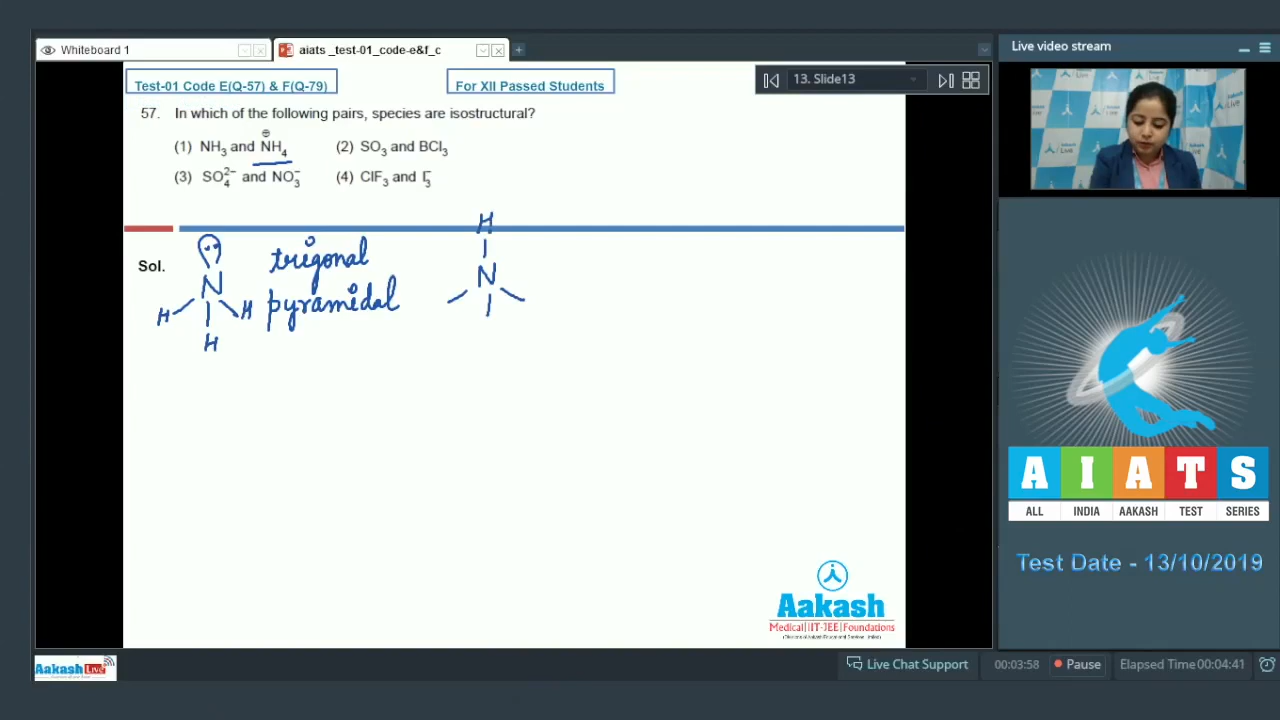 Whiteboard 1
aiats _test-01_code-e&f_c
Live video stream
Test-01 Code E(Q-57) & F(Q-79)
For XII Passed Students
13. Slide13
57. In which of the following pairs, species are isostructural?
(1) NH₃ and N⊕H₄ (2) SO₃ and BCl₃
(3) SO₄²⁻ and NO₃⁻ (4) ClF₃ and I₃⁻
Sol.
H
N
H H
H
trigonal
pyramidal
N
A I A T S
ALL INDIA AAKASH TEST SERIES
Test Date - 13/10/2019
Aakash
Medical|IIT-JEE|Foundations
Aakash Live
Live Chat Support
00:03:58
Pause
Elapsed Time 00:04:41